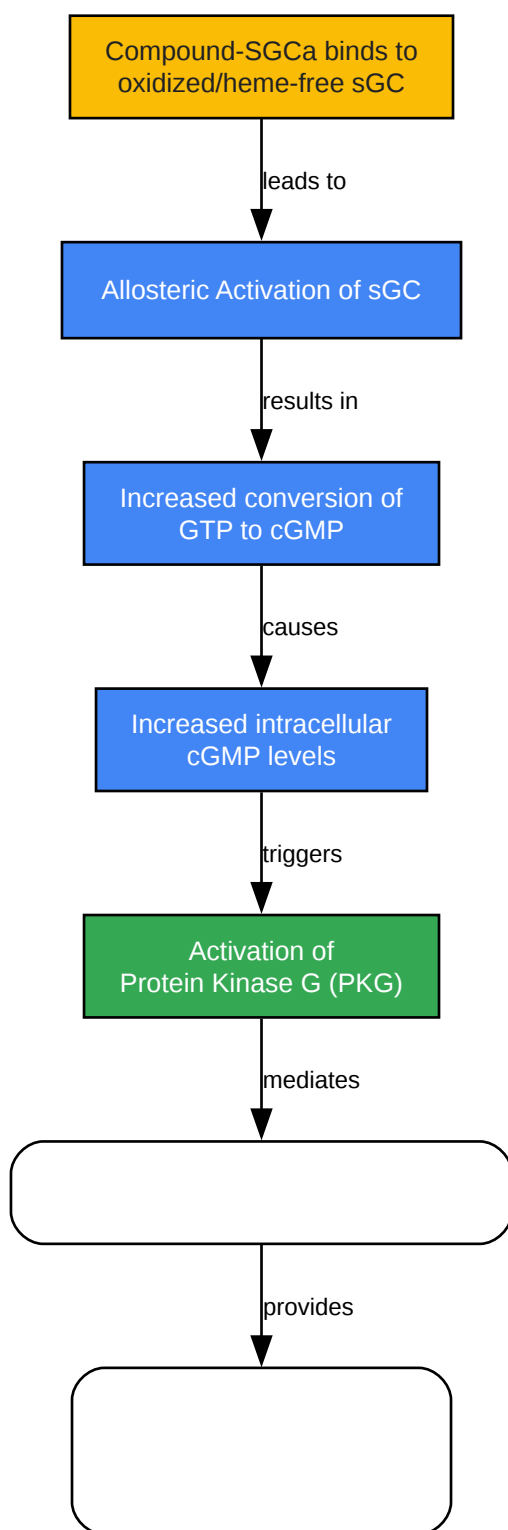 Compound-SGCa binds to
oxidized/heme-free sGC
leads to
Allosteric Activation of sGC
results in
Increased conversion of
GTP to cGMP
causes
Increased intracellular
cGMP levels
triggers
Activation of
Protein Kinase G (PKG)
mediates
provides